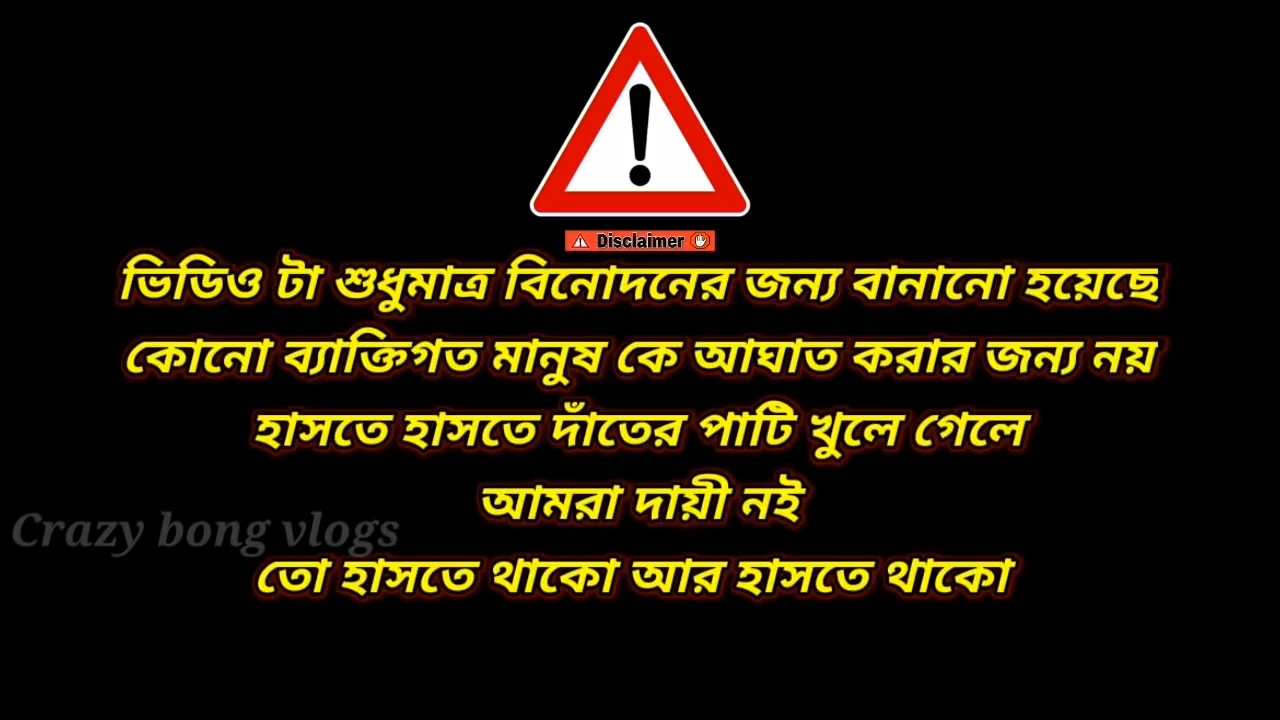 Disclaimer
ভিডিও টা শুধুমাত্র বিনোদনের জন্য বানানো হয়েছে
কোনো ব্যাক্তিগত মানুষ কে আঘাত করার জন্য নয়
হাসতে হাসতে দাঁতের পাটি খুলে গেলে
আমরা দায়ী নই
Crazy bong vlogs
তো হাসতে থাকো আর হাসতে থাকো